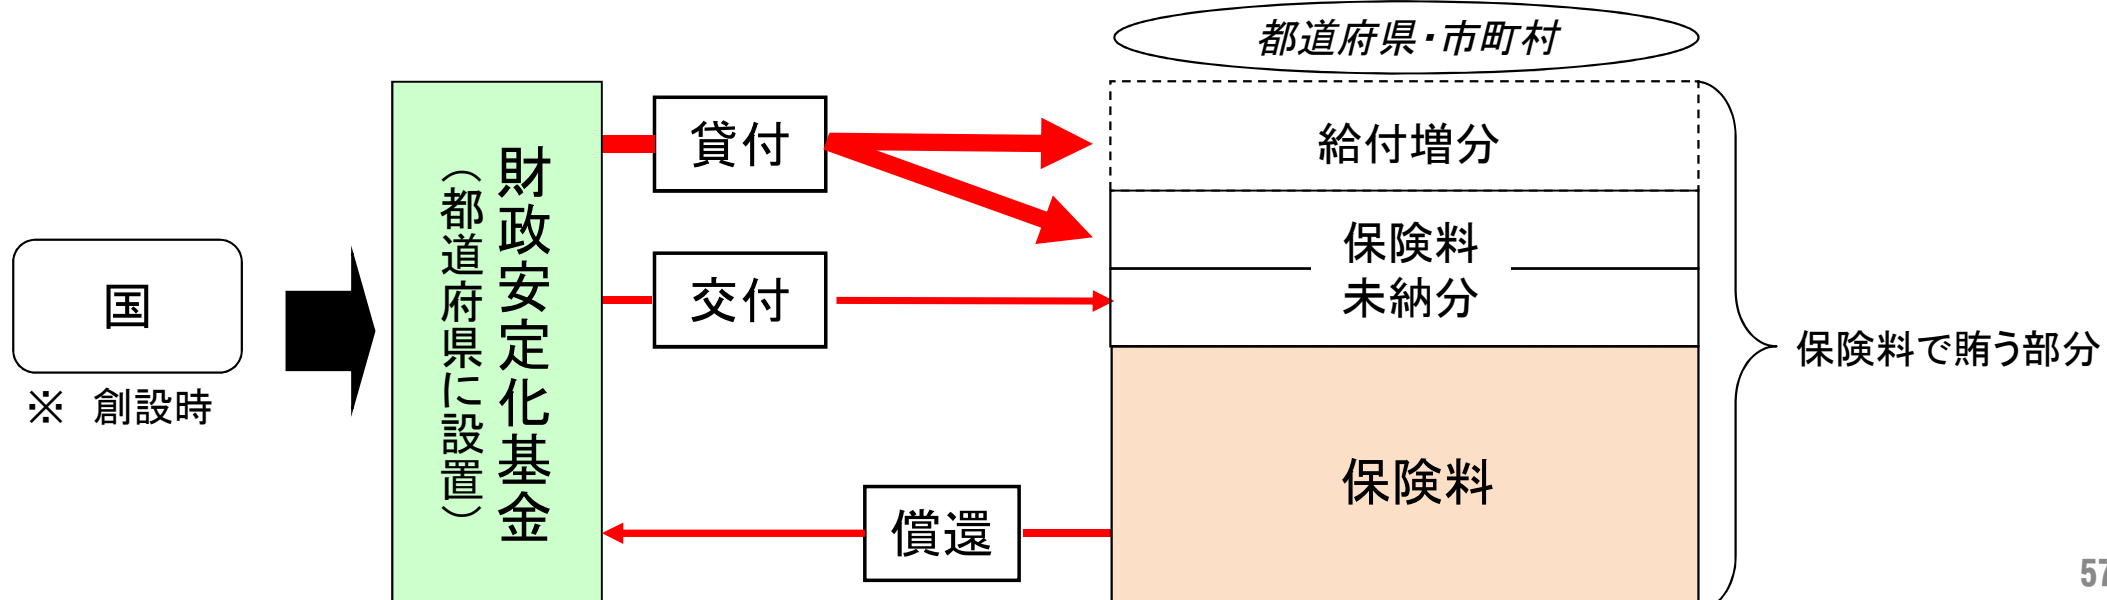 都道府県・市町村
国
※　創設時
財政安定化基金
（都道府県に設置）
貸付
交付
償還
給付増分
保険料
未納分
保険料
保険料で賄う部分
57